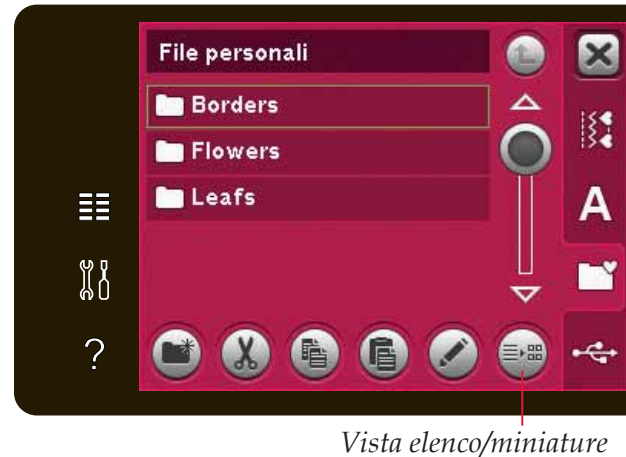 File personali
Borders
Flowers
Leafs
A
?
Vista elenco/miniature